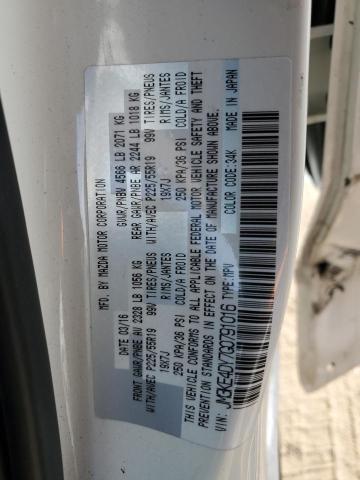 MFD. BY MAZDA MOTOR CORPORATION
03/16 GVWR/PNBV 4566 LB 2071 KG
FRONT GAWR/PNBE AV 2328 LB 1056 KG REAR GAWR/PNBE AR 2244 LB 1018 KG
WITH/AVEC P225/55R19 99V TIRES/PNEUS WITH/AVEC P225/55R19 99V TIRES/PNEUS
19X7J RIMS/JANTES 19X7J RIMS/JANTES
250 KPA/36 PSI COLD/A FROID 250 KPA/36 PSI COLD/A FROID
THIS VEHICLE CONFORMS TO ALL APPLICABLE FEDERAL MOTOR VEHICLE SAFETY AND THEFT
PREVENTION STANDARDS IN EFFECT ON THE DATE OF MANUFACTURE SHOWN ABOVE.
COLOR CODE:34K MADE IN JAPAN
VIN: JM3KE4DY7G0791016 TYPE:MPV